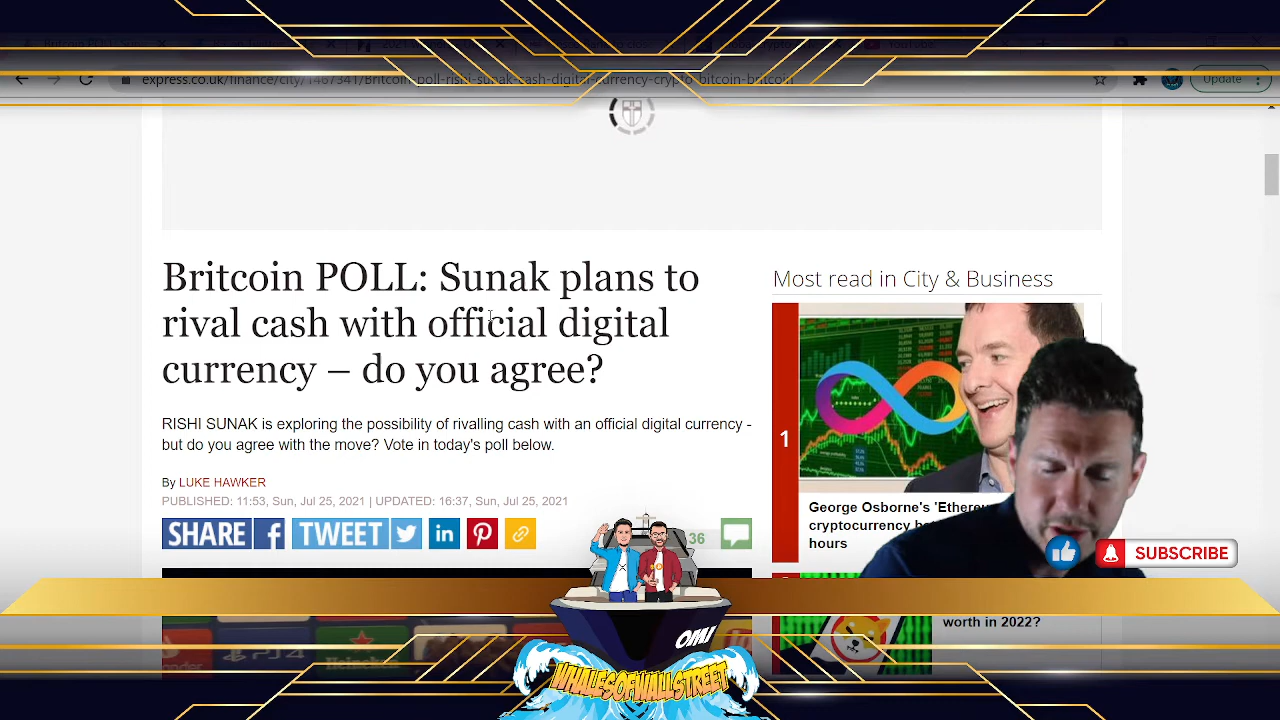 express.co.uk/finance/city/1467341/Britcoin-poll-rishi-sunak-cash-digital-currency-crypto-bitcoin-britcoin
Update
Britcoin POLL: Sunak plans to
rival cash with official digital
currency – do you agree?
RISHI SUNAK is exploring the possibility of rivalling cash with an official digital currency -
but do you agree with the move? Vote in today's poll below.
By LUKE HAWKER
PUBLISHED: 11:53, Sun, Jul 25, 2021 | UPDATED: 16:37, Sun, Jul 25, 2021
SHARE
TWEET
in
36
Most read in City & Business
1
George Osborne's
cryptocurrency
hours
SUBSCRIBE
worth in 2022?
Heineken
OMI
WHALESOFWALLSTREET